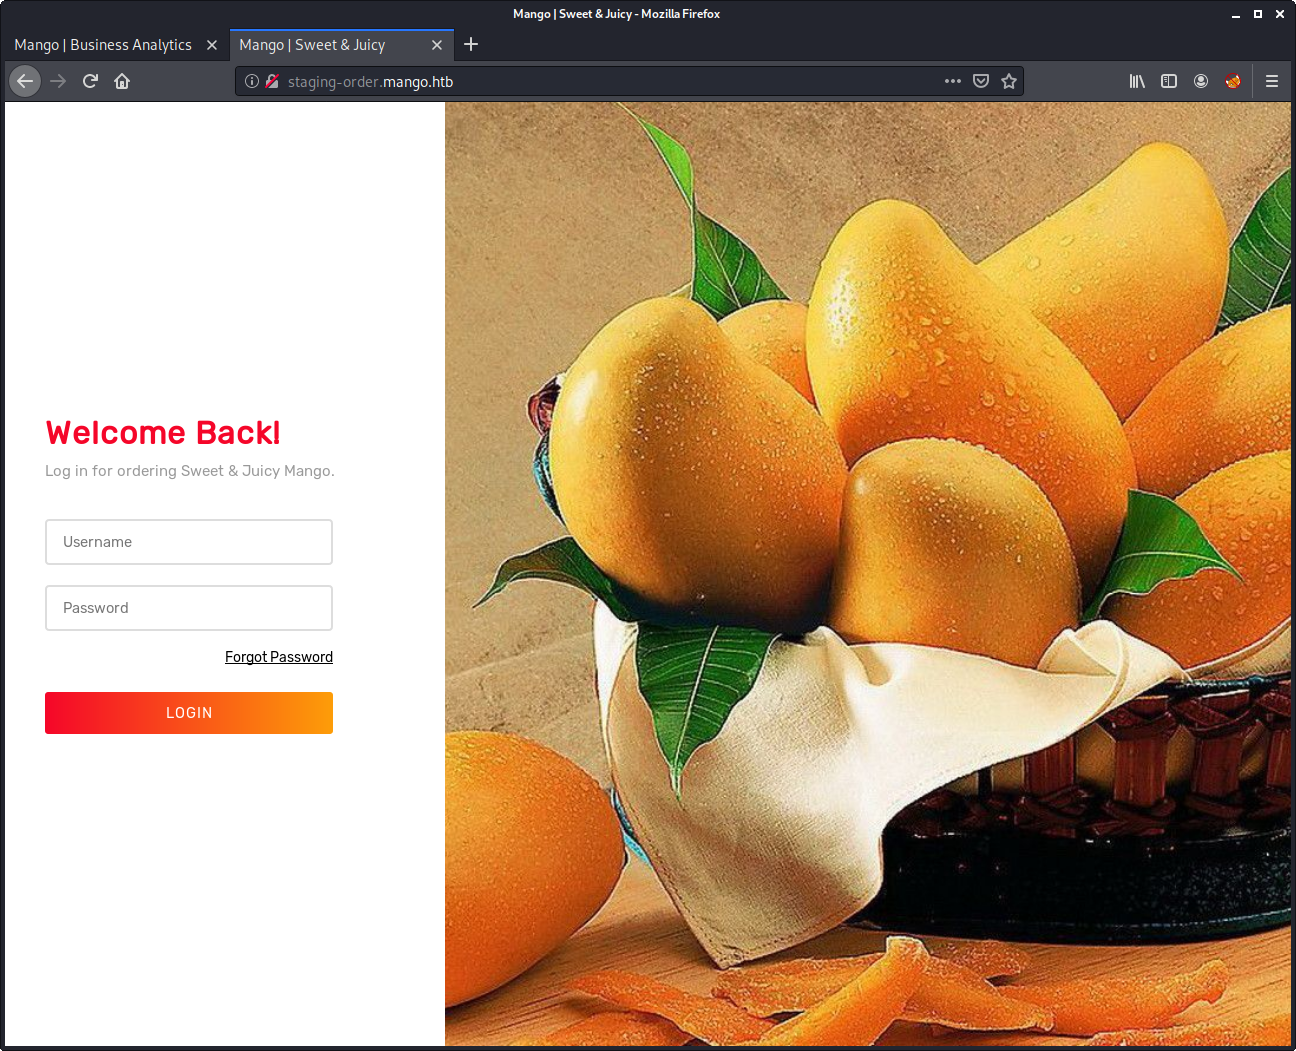 Mango | Sweet & Juicy - Mozilla Firefox
Mango | Business Analytics
Mango | Sweet & Juicy
staging-order.mango.htb
Welcome Back!
Log in for ordering Sweet & Juicy Mango.
Username
Password
Forgot Password
LOGIN